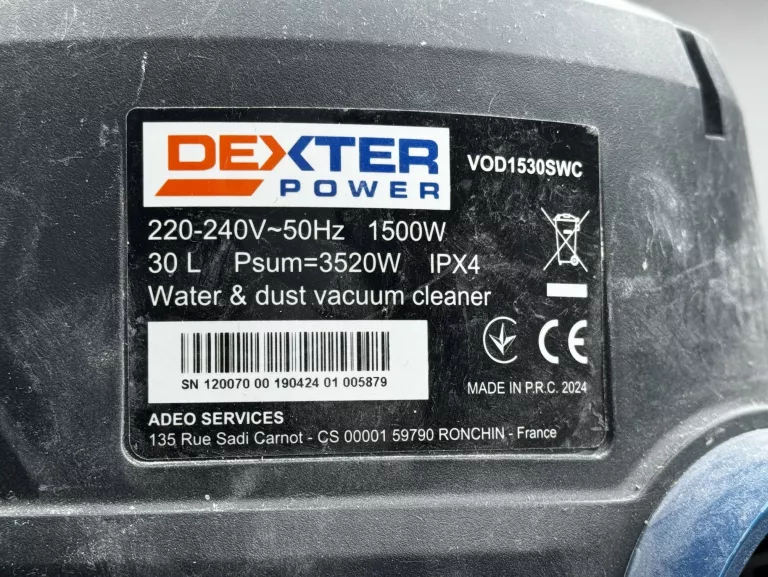 DEXTER
POWER
VOD1530SWC
220-240V~50Hz 1500W
30 L Psum=3520W IPX4
Water & dust vacuum cleaner
SN 120070 00 190424 01 005879
CE
MADE IN P.R.C. 2024
ADEO SERVICES
135 Rue Sadi Carnot - CS 00001 59790 RONCHIN - France